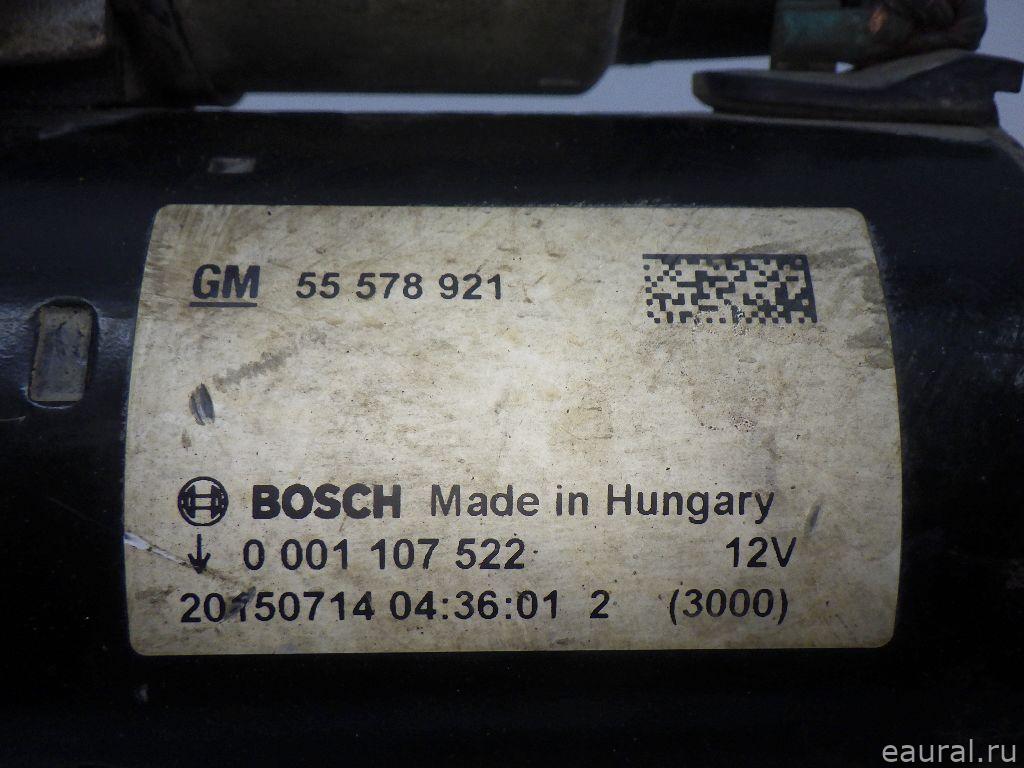 GM 55 578 921
BOSCH Made in Hungary
0 001 107 522 12V
20150714 04:36:01 2 (3000)
eaural.ru